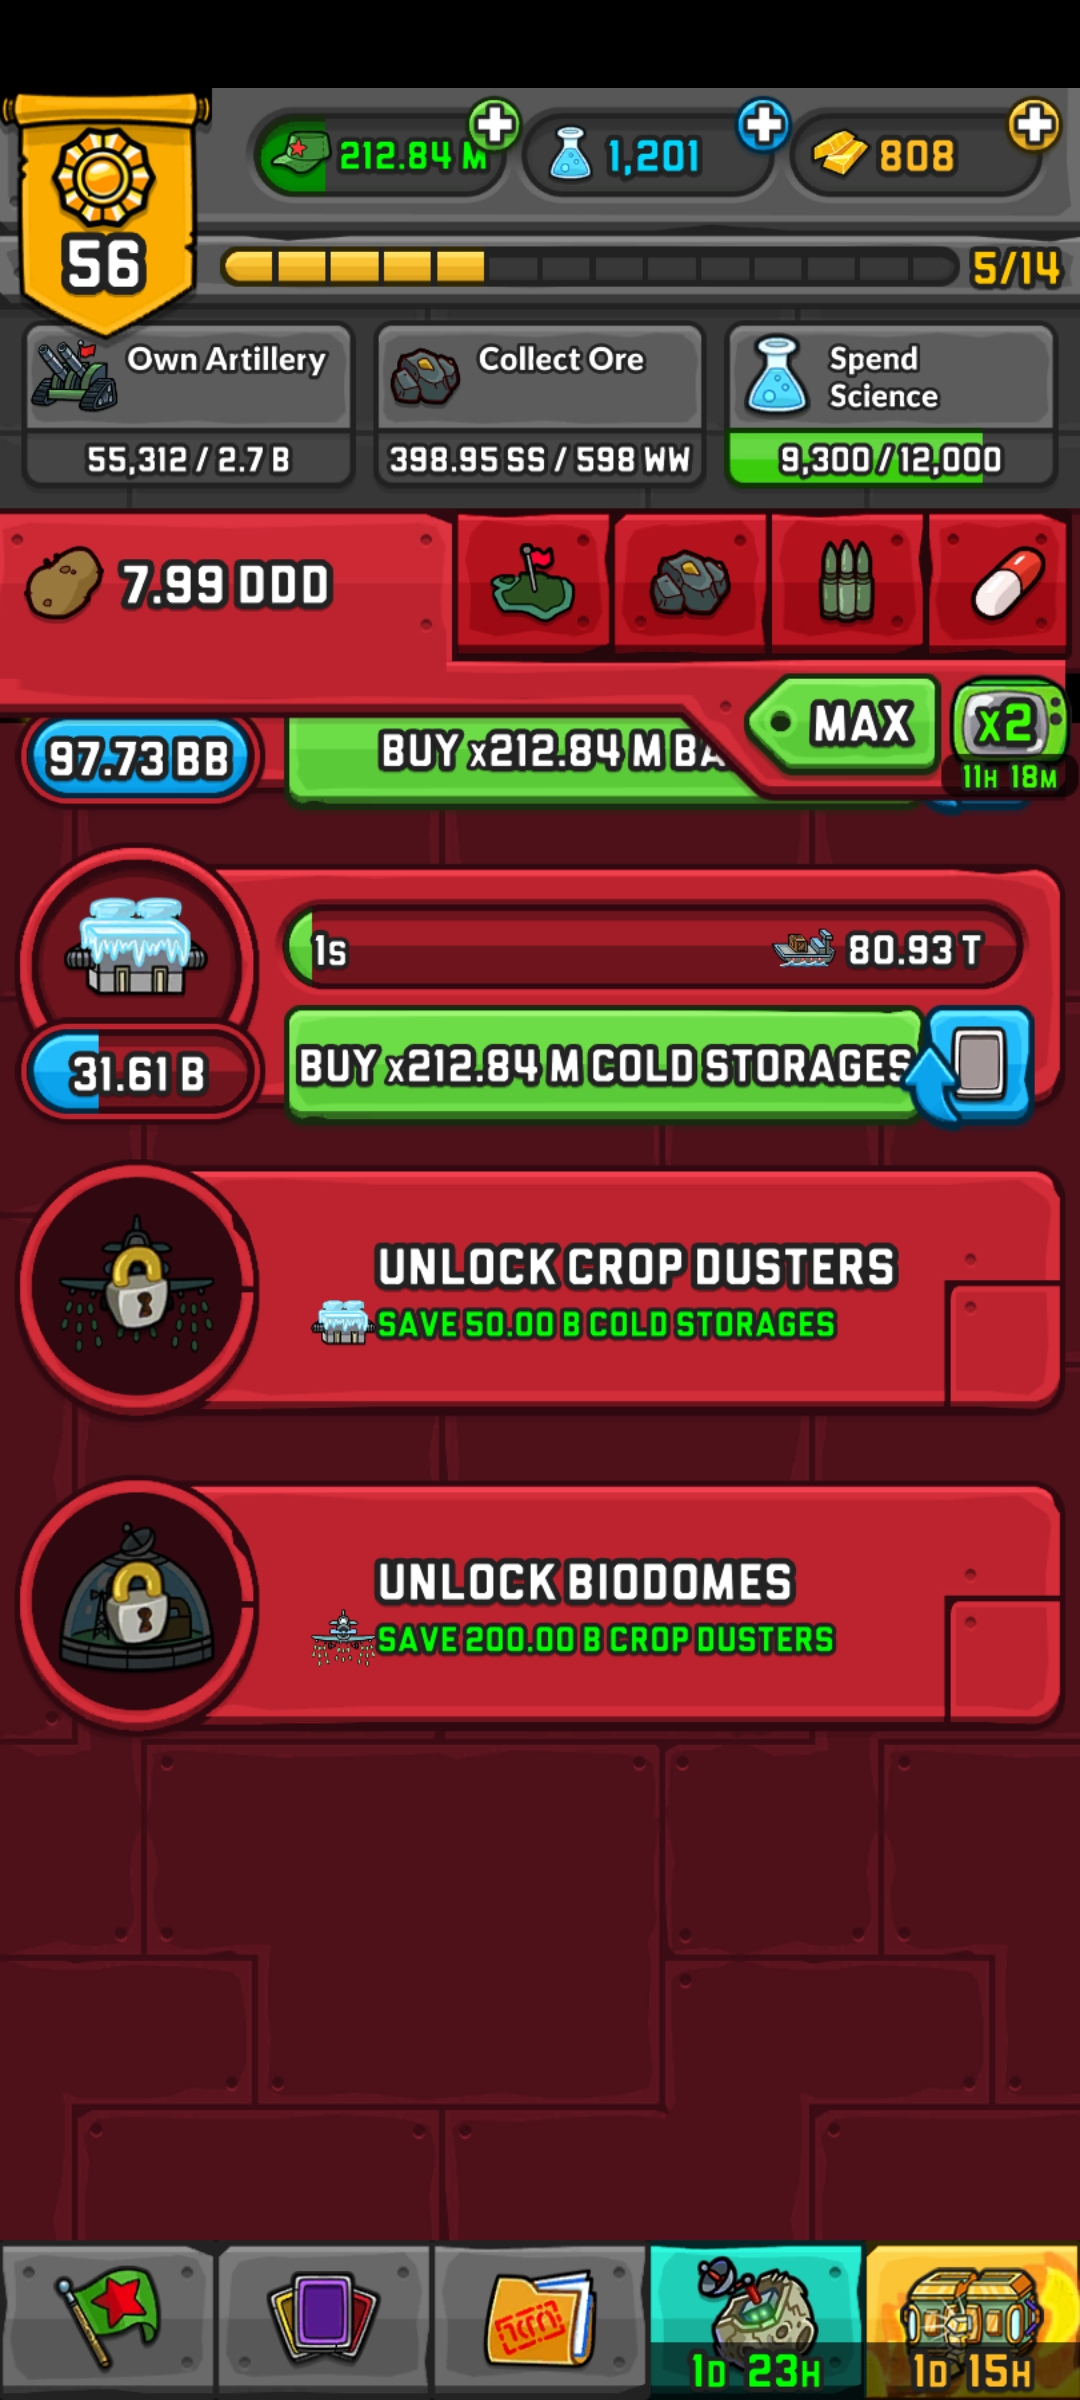 56
212.84 M
1,201
808
5/14
Own Artillery
55,312 / 2.7 B
Collect Ore
398.95 SS / 598 WW
Spend
Science
9,300 / 12,000
7.99 DDD
MAX
x2
11H 18M
97.73 BB
BUY x212.84 M BA
1s
80.93 T
31.61 B
BUY x212.84 M COLD STORAGES
UNLOCK CROP DUSTERS
SAVE 50.00 B COLD STORAGES
UNLOCK BIODOMES
SAVE 200.00 B CROP DUSTERS
1D 23H
1D 15H